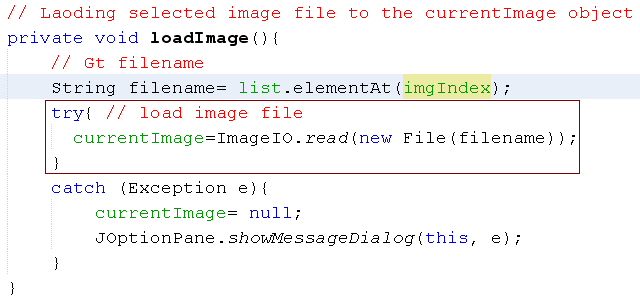 // Laoding selected image file to the currentImage object
private void loadImage(){
// Gt filename
String filename= list.elementAt(imgIndex);
try{ // load image file
currentImage=ImageIO.read(new File(filename));
}
catch (Exception e){
currentImage= null;
JOptionPane.showMessageDialog(this, e);
}
}